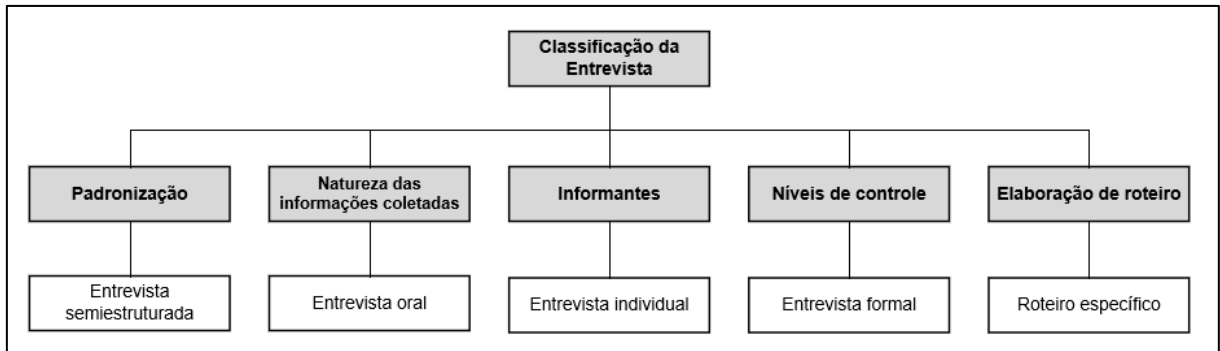 Classificação da
Entrevista
Padronização
Natureza das
informações coletadas
Informantes
Níveis de controle
Elaboração de roteiro
Entrevista
semiestruturada
Entrevista oral
Entrevista individual
Entrevista formal
Roteiro específico